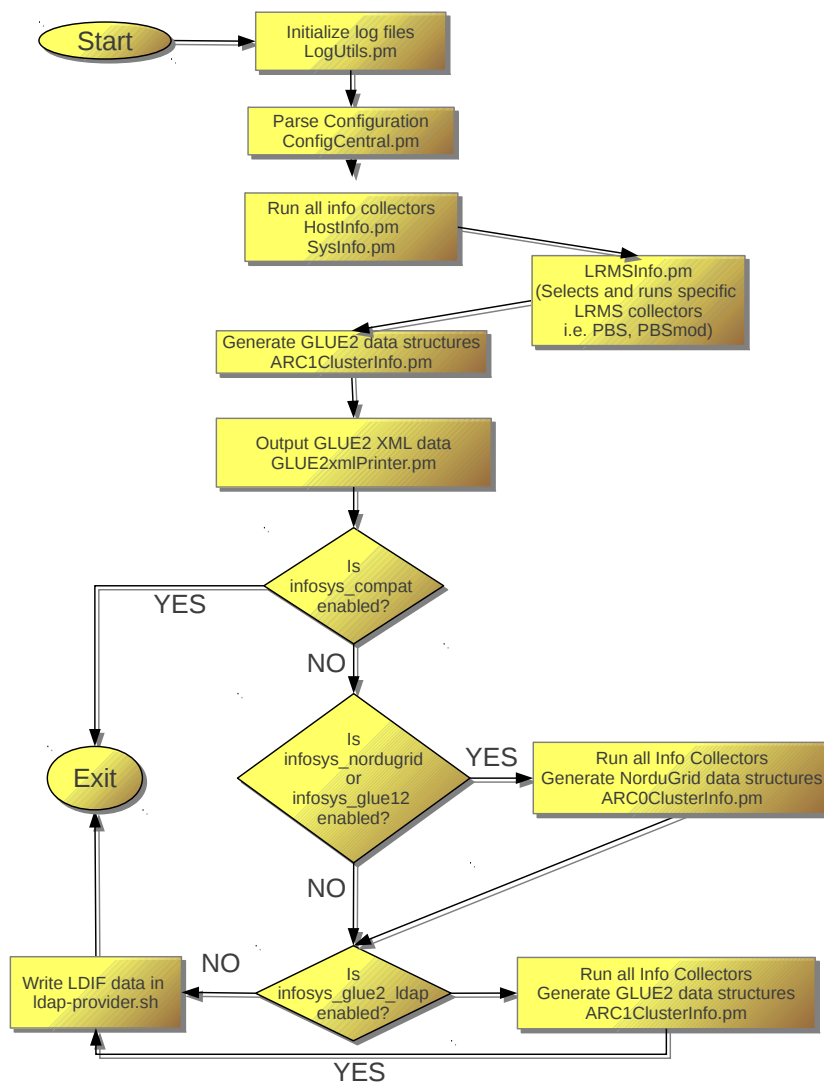 Start
Initialize log files
LogUtils.pm
Parse Configuration
ConfigCentral.pm
Run all info collectors
HostInfo.pm
SysInfo.pm
LRMSInfo.pm
(Selects and runs specific
LRMS collectors
i.e. PBS, PBSmod)
Generate GLUE2 data structures
ARC1ClusterInfo.pm
Output GLUE2 XML data
GLUE2xmlPrinter.pm
Is
infosys_compat
enabled?
YES
NO
Is
infosys_nordugrid
or
infosys_glue12
enabled?
YES
Run all Info Collectors
Generate NorduGrid data structures
ARC0ClusterInfo.pm
Exit
NO
Is
infosys_glue2_ldap
enabled?
NO
Write LDIF data in
ldap-provider.sh
Run all Info Collectors
Generate GLUE2 data structures
ARC1ClusterInfo.pm
YES